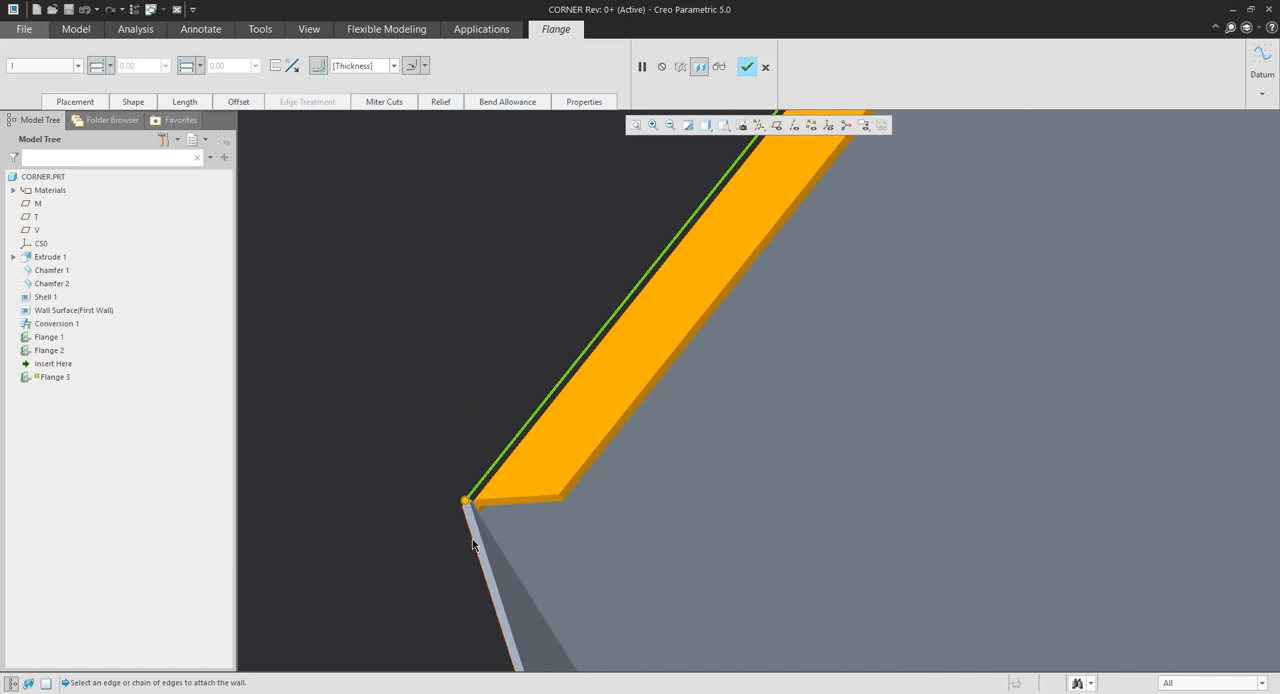 CORNER Rev: 0+ (Active) - Creo Parametric 5.0
File Model Analysis Annotate Tools View Flexible Modeling Applications Flange
I 0.00 0.00 [Thickness]
Datum
Placement Shape Length Offset Edge Treatment Miter Cuts Relief Bend Allowance Properties
Model Tree Folder Browser Favorites
Model Tree
CORNER.PRT
Materials
M
T
V
CS0
Extrude 1
Chamfer 1
Chamfer 2
Shell 1
Wall Surface(First Wall)
Conversion 1
Flange 1
Flange 2
Insert Here
Flange 3
Select an edge or chain of edges to attach the wall.
All